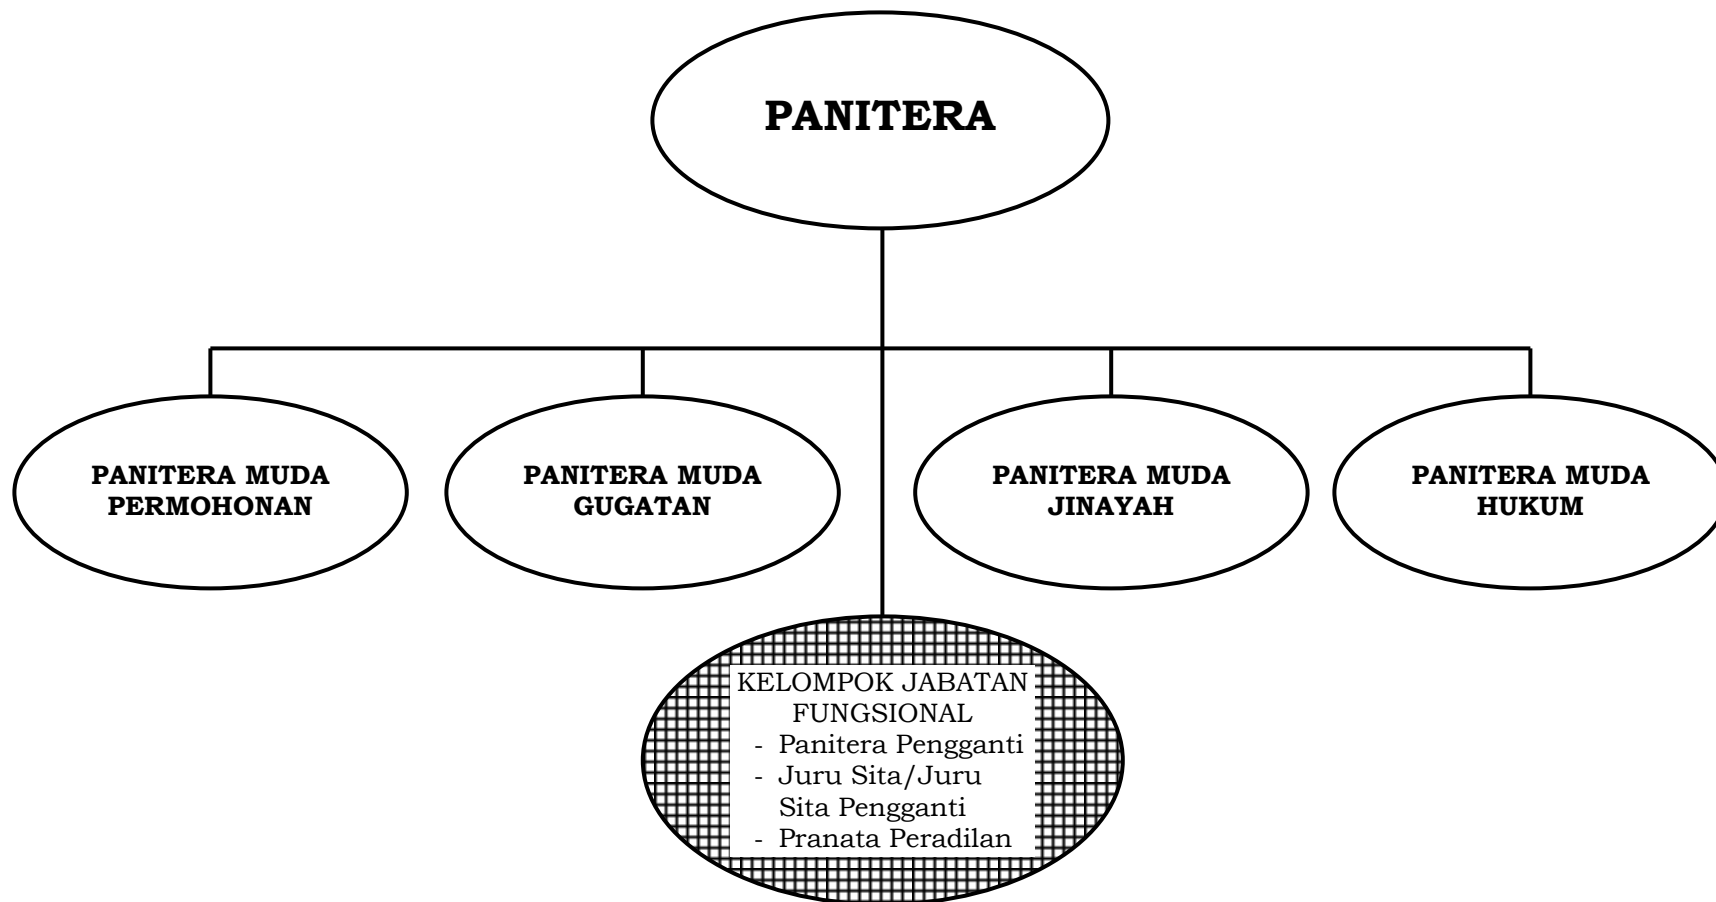 PANITERA
PANITERA MUDA
PERMOHONAN
PANITERA MUDA
GUGATAN
PANITERA MUDA
JINAYAH
PANITERA MUDA
HUKUM
KELOMPOK JABATAN
FUNGSIONAL
- Panitera Pengganti
- Juru Sita/Juru
Sita Pengganti
- Pranata Peradilan